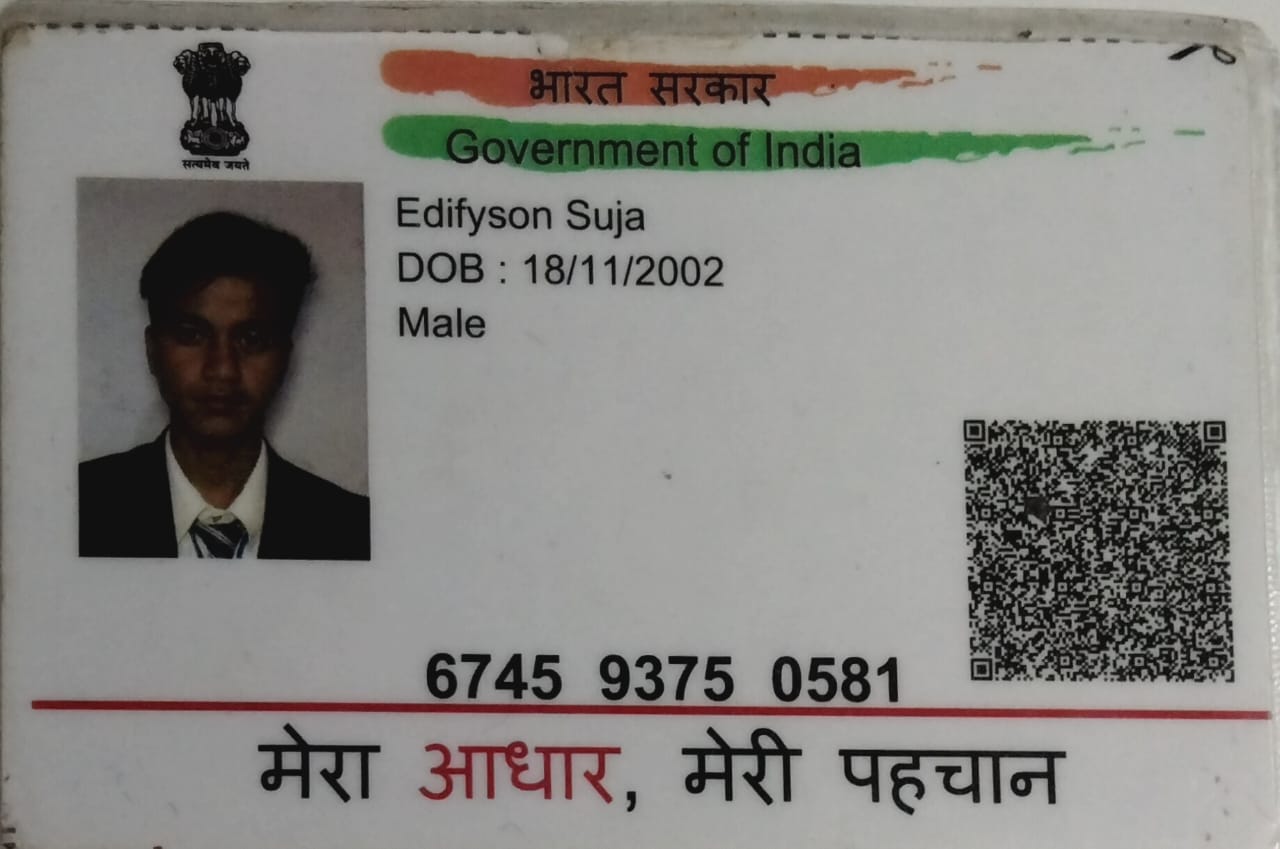 सत्यमेव जयते
भारत सरकार
Government of India
Edifyson Suja
DOB : 18/11/2002
Male
6745 9375 0581
मेरा आधार, मेरी पहचान